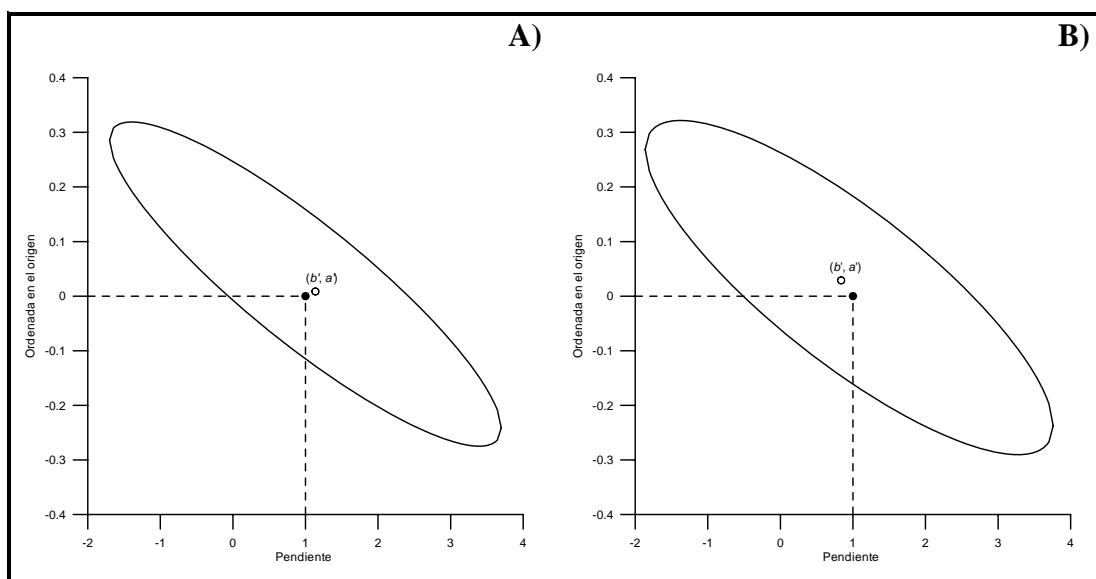 A)
0.4
0.3
0.2
0.1
0
-0.1
-0.2
-0.3
-0.4
Ordenada en el origen
(b', a')
-2 -1 0 1 2 3 4
Pendiente
B)
0.4
0.3
0.2
0.1
0
-0.1
-0.2
-0.3
-0.4
Ordenada en el origen
(b', a')
-2 -1 0 1 2 3 4
Pendiente